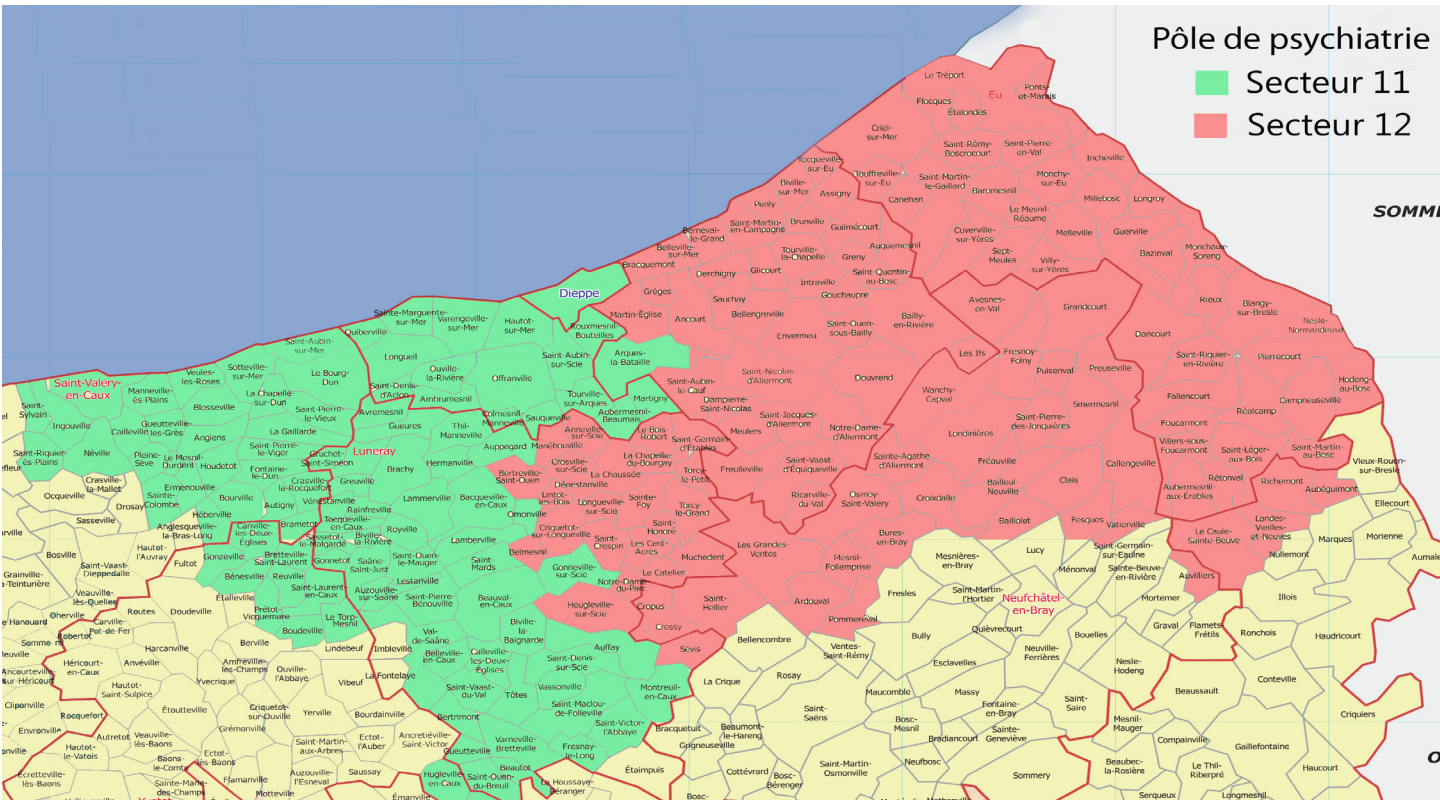 Pôle de psychiatrie
Secteur 11
Secteur 12
SOMME
Le Tréport
Eu
Ponts-
et-Marais
Flocques
Étalondes
Criel-
sur-Mer
Saint-Rémy-
Boscrocourt
Saint-Pierre-
en-Val
Incheville
Tocqueville-
sur-Eu
Touffreville-
sur-Eu
Saint-Martin-
le-Gaillard
Baromesnil
Monchy-
sur-Eu
Millebosc
Longroy
Biville-
sur-Mer
Assigny
Canehan
Penly
Le Mesnil-
Réaume
Saint-Martin-
en-Campagne
Brunville
Guilmécourt
Cuverville-
sur-Yères
Melleville
Guerville
Berneval-
le-Grand
Auquemesnil
Belleville-
sur-Mer
Tourville-
la-Chapelle
Greny
Sept-
Meules
Villy-
sur-Yères
Bazinval
Monchaux-
Soreng
Bracquemont
Derchigny
Glicourt
Intraville
Saint-Quentin-
au-Bosc
Dieppe
Grèges
Sauchay
Gouchaupre
Avesnes-
en-Val
Grandcourt
Rieux
Blangy-
sur-Bresle
Martin-Église
Ancourt
Bellengreville
Envermeu
Saint-Ouen-
sous-Bailly
Bailly-
en-Rivière
Dancourt
Nesle-
Normandeuse
Sainte-Marguerite-
sur-Mer
Varengeville-
sur-Mer
Hautot-
sur-Mer
Rouxmesnil-
Bouteilles
Quiberville
Saint-Aubin-
sur-Mer
Longueil
Ouville-
la-Rivière
Offranville
Saint-Aubin-
sur-Scie
Arques-
la-Bataille
Les Ifs
Fresnoy-
Folny
Puisenval
Preuseville
Saint-Riquier-
en-Rivière
Pierrecourt
Saint-Valery-
en-Caux
Veules-
les-Roses
Sotteville-
sur-Mer
Le Bourg-
Dun
Saint-Denis-
d'Aclon
Ambrumesnil
Tourville-
sur-Arques
Martigny
Saint-Aubin-
le-Cauf
Saint-Nicolas-
d'Aliermont
Douvrend
Wanchy-
Capval
Smermesnil
Fallencourt
Campneuseville
Hodeng-
au-Bosc
Réalcamp
Saint-
Sylvain
Manneville-
ès-Plains
Blosseville
La Chapelle-
sur-Dun
Saint-Pierre-
le-Vieux
Avremesnil
Gueures
Thil-
Manneville
Colmesnil-
Manneville
Sauqueville
Aubermesnil-
Beaumais
Dampierre-
Saint-Nicolas
Saint-Jacques-
d'Aliermont
Saint-Pierre-
des-Jonquières
Foucarmont
Ingouville
Cailleville
Gueutteville-
les-Grès
Angiens
La Gaillarde
Luneray
Auppegard
Manéhouville
Anneville-
sur-Scie
Le Bois-
Robert
Saint-Germain-
d'Étables
Meulers
Notre-Dame-
d'Aliermont
Londinières
Villers-sous-
Foucarmont
Saint-Léger-
aux-Bois
Saint-Martin-
au-Bosc
Saint-Riquier-
ès-Plains
Néville
Pleine-
Sève
Le Mesnil-
Durdent
Houdetot
Saint-Pierre-
le-Viger
Fontaine-
le-Dun
Gruchet-
Saint-Siméon
Brachy
Hermanville
Crosville-
sur-Scie
La Chapelle-
du-Bourgay
La Chaussée
Torcy-
le-Petit
Freulleville
Saint-Vaast-
d'Équiqueville
Sainte-Agathe
d'Aliermont
Fréauville
Callengeville
Clais
Rétonval
Richemont
Vieux-Rouen-
sur-Bresle
Crasville-
la-Mallet
Ocqueville
Ermenouville
Crasville-
la-Rocquefort
Greuville
Bertreville-
Saint-Ouen
Dénestanville
Bailleul-
Neuville
Aubermesnil-
aux-Érables
Aubéguimont
Drosay
Sainte-
Colombe
Bourville
Autigny
Vénestanville
Rainfreville
Lammerville
Bacqueville-
en-Caux
Omonville
Lintot-
les-Bois
Longueville-
sur-Scie
Sainte-
Foy
Torcy-
le-Grand
Ricarville-
du-Val
Osmoy-
Saint-Valery
Croixdalle
Ellecourt
Sasseville
Héberville
Anglesqueville-
la-Bras-Long
Canville-
les-Deux-
Églises
Brametot
Tocqueville-
en-Caux
Royville
Criquetot-
sur-Longueville
Saint-
Honoré
Bures-
en-Bray
Baillolet
Fesques
Vatierville
Le Caule-
Sainte-Beuve
Landes-
Vieilles-
et-Neuves
Marques
Morienne
Bosville
Hautot-
l'Auvray
Sassetot-
le-Malgardé
Biville-
la-Rivière
Lamberville
Saint-
Crespin
Les Cent-
Acres
Les Grandes-
Ventes
Lucy
Saint-Germain-
sur-Eaulne
Nullemont
Aumale
Fultot
Gonzeville
Bretteville-
Saint-Laurent
Gonnetot
Saâne-
Saint-Just
Saint-Ouen-
le-Mauger
Saint-
Mards
Belmesnil
Gonneville-
sur-Scie
Muchedent
Mesnil-
Follemprise
Mesnières-
en-Bray
Ménonval
Sainte-Beuve-
en-Rivière
Auvilliers
Saint-Vaast-
Dieppedalle
Bénesville
Reuville
Saint-Laurent-
en-Caux
Auzouville-
sur-Saâne
Lestanville
Notre-Dame-
du-Parc
Le Catelier
Veauville-
lès-Quelles
Étalleville
Saint-Pierre-
Bénouville
Beauval-
en-Caux
Heugleville-
sur-Scie
Cropus
Saint-
Hellier
Ardouval
Fresles
Saint-Martin-
l'Hortier
Neufchâtel-
en-Bray
Mortemer
Illois
Routes
Doudeville
Prétot-
Vicquemare
Le Torp-
Mesnil
Biville-
la-Baignarde
Cressy
Pommeréval
Quièvrecourt
Graval
Flamets-
Frétils
Ronchois
Haudricourt
Oherville
Carville-
Pot-de-Fer
Boudeville
Val-
de-Saâne
Auffay
Sévis
Bellencombre
Bully
Bouelles
Robertot
Harcanville
Berville
Lindebeuf
Imbleville
Belleville-
en-Caux
Calleville-
les-Deux-
Églises
Saint-Denis-
sur-Scie
Ventes-
Saint-Rémy
Neuville-
Ferrières
Héricourt-
en-Caux
Anvéville
Amfreville-
les-Champs
Ouville-
l'Abbaye
La Fontelaye
Rosay
Esclavelles
Nesle-
Hodeng
Yvecrique
Vibeuf
Saint-Vaast-
du-Val
Tôtes
Vassonville
Montreuil-
en-Caux
La Crique
Maucomble
Massy
Beaussault
Conteville
Hautot-
Saint-Sulpice
Cliponville
Rocquefort
Étoutteville
Criquetot-
sur-Ouville
Yerville
Bourdainville
Bertrimont
Saint-Maclou-
de-Folleville
Saint-
Saëns
Fontaine-
en-Bray
Saint-
Saire
Criquiers
Grémonville
Saint-Victor-
l'Abbaye
Bracquetuit
Beaumont-
le-Hareng
Bosc-
Mesnil
Mesnil-
Mauger
Envronville
Autretot
Veauville-
lès-Baons
Saint-Martin-
aux-Arbres
Ectot-
l'Auber
Ancretiéville-
Saint-Victor
Varneville-
Bretteville
Grigneuseville
Bradiancourt
Sainte-
Geneviève
Compainville
Gaillefontaine
Hautot-
le-Vatois
Baons-
le-Comte
Ectot-
lès-Baons
Gueutteville
Fresnay-
le-Long
Neufbosc
Beaubec-
la-Rosière
Le Thil-
Riberpré
Haucourt
Écretteville-
lès-Baons
Sainte-Marie-
des-Champs
Flamanville
Auzouville-
l'Esneval
Saussay
Hugleville-
en-Caux
Beautot
Saint-Ouen-
du-Breuil
La Houssaye-
Béranger
Étaimpuis
Cottévrard
Bosc-
Bérenger
Saint-Martin-
Osmonville
Sommery
Motteville
Émanville
Serqueux
Longmesnil